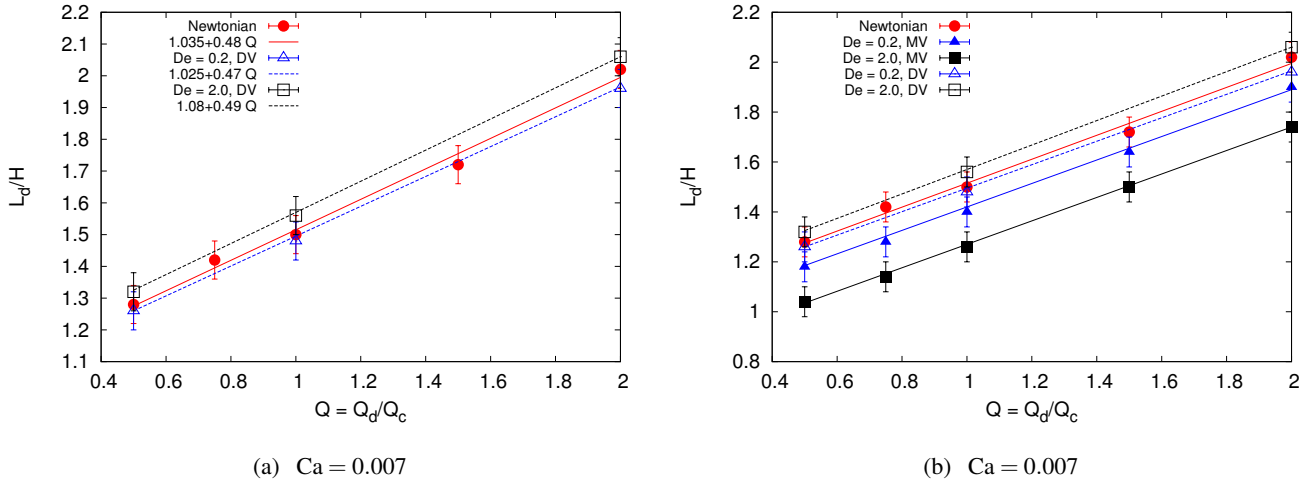 2.2
2.1
2
1.9
1.8
1.7
1.6
1.5
1.4
1.3
1.2
1.1
L_d/H
Newtonian
1.035+0.48 Q
De = 0.2, DV
1.025+0.47 Q
De = 2.0, DV
1.08+0.49 Q
0.4 0.6 0.8 1 1.2 1.4 1.6 1.8 2
Q = Q_d/Q_c
(a) Ca = 0.007
2.2
2
1.8
1.6
1.4
1.2
1
0.8
L_d/H
Newtonian
De = 0.2, MV
De = 2.0, MV
De = 0.2, DV
De = 2.0, DV
0.4 0.6 0.8 1 1.2 1.4 1.6 1.8 2
Q = Q_d/Q_c
(b) Ca = 0.007